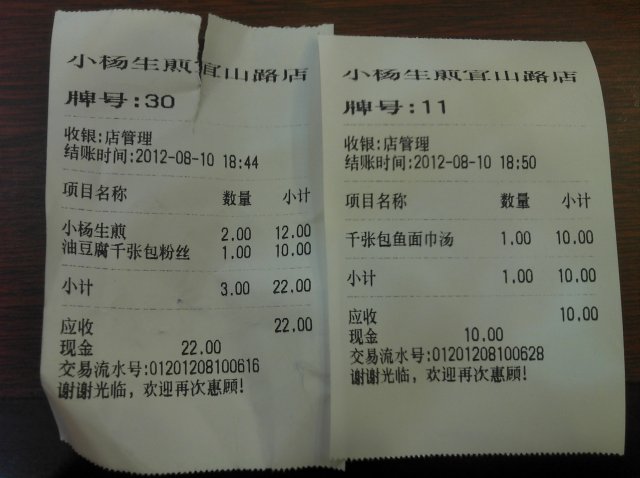 小杨生煎宜山路店
牌号:30
收银:店管理
结账时间:2012-08-10 18:44
项目名称 数量 小计
小杨生煎 2.00 12.00
油豆腐千张包粉丝 1.00 10.00
小计 3.00 22.00
应收 22.00
现金 22.00
交易流水号:01201208100616
谢谢光临，欢迎再次惠顾!
小杨生煎宜山路店
牌号:11
收银:店管理
结账时间:2012-08-10 18:50
项目名称 数量 小计
千张包鱼面巾汤 1.00 10.00
小计 1.00 10.00
应收 10.00
现金 10.00
交易流水号:01201208100628
谢谢光临，欢迎再次惠顾!